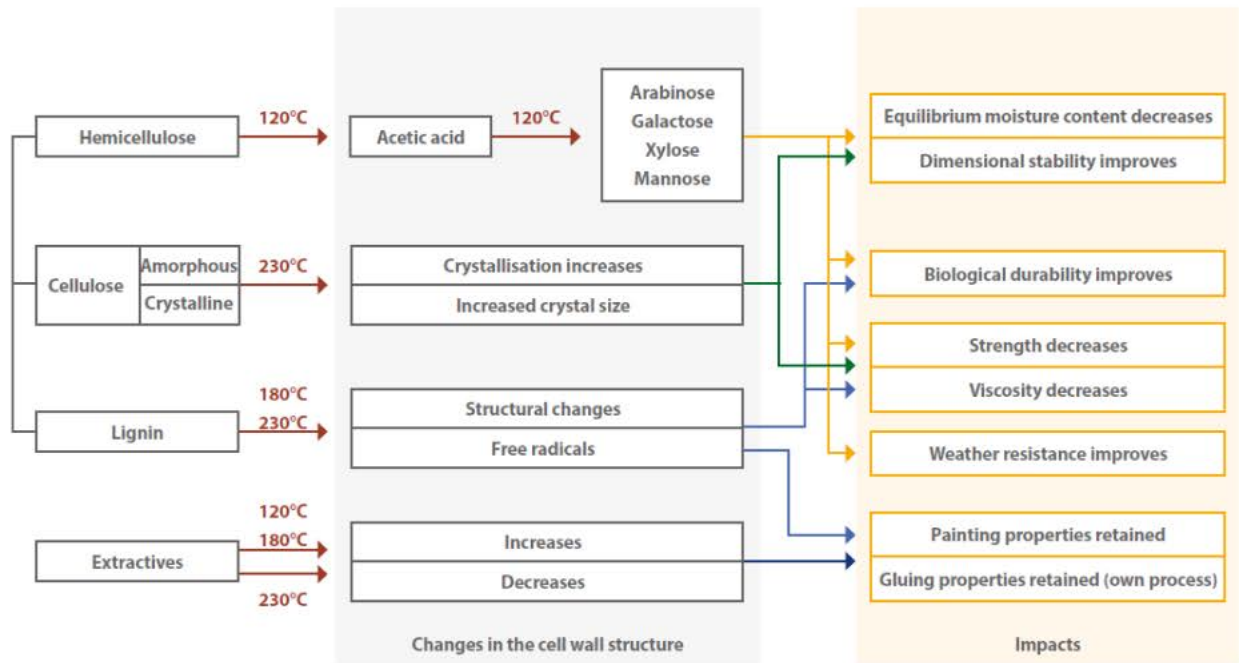 Hemicellulose
120°C
Acetic acid
120°C
Arabinose
Galactose
Xylose
Mannose
Equilibrium moisture content decreases
Dimensional stability improves
Cellulose
Amorphous
Crystalline
230°C
Crystallisation increases
Increased crystal size
Biological durability improves
Strength decreases
Viscosity decreases
Lignin
180°C
230°C
Structural changes
Free radicals
Weather resistance improves
Extractives
120°C
180°C
230°C
Increases
Decreases
Painting properties retained
Gluing properties retained (own process)
Changes in the cell wall structure
Impacts